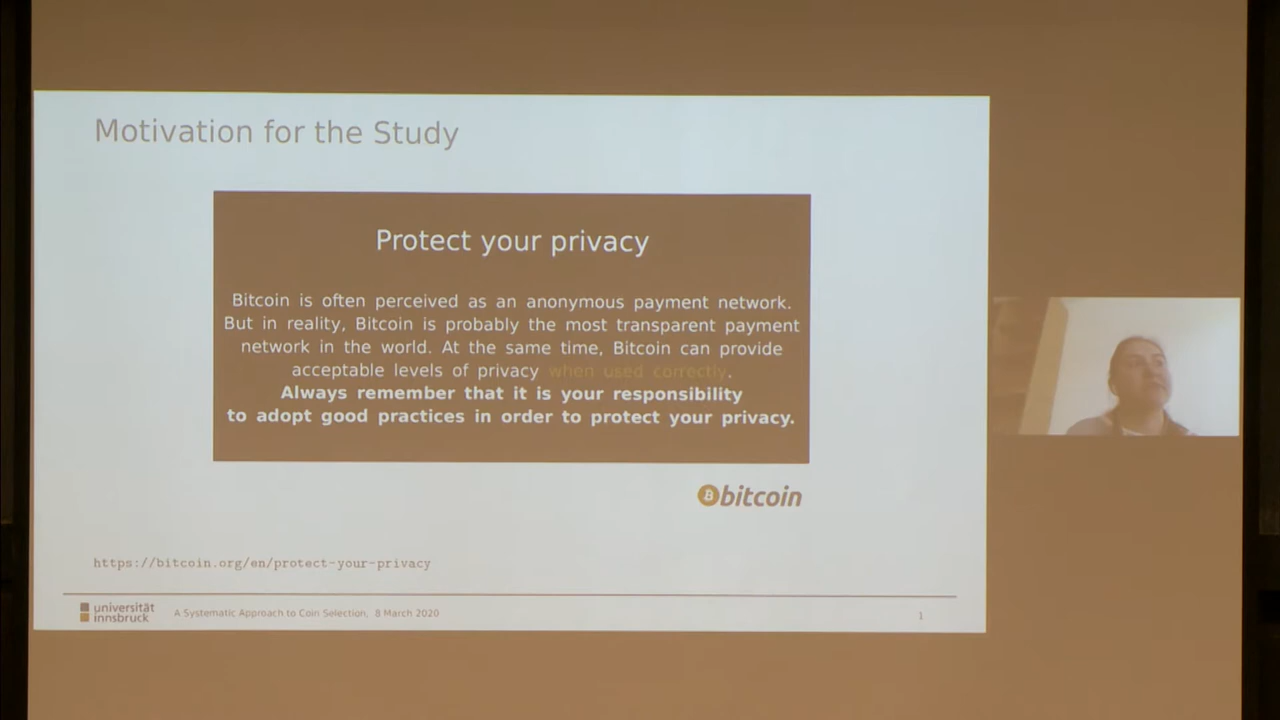 Motivation for the Study
Protect your privacy
Bitcoin is often perceived as an anonymous payment network.
But in reality, Bitcoin is probably the most transparent payment
network in the world. At the same time, Bitcoin can provide
acceptable levels of privacy when used correctly.
Always remember that it is your responsibility
to adopt good practices in order to protect your privacy.
bitcoin
https://bitcoin.org/en/protect-your-privacy
universität
innsbruck
A Systematic Approach to Coin Selection, 8 March 2020
1